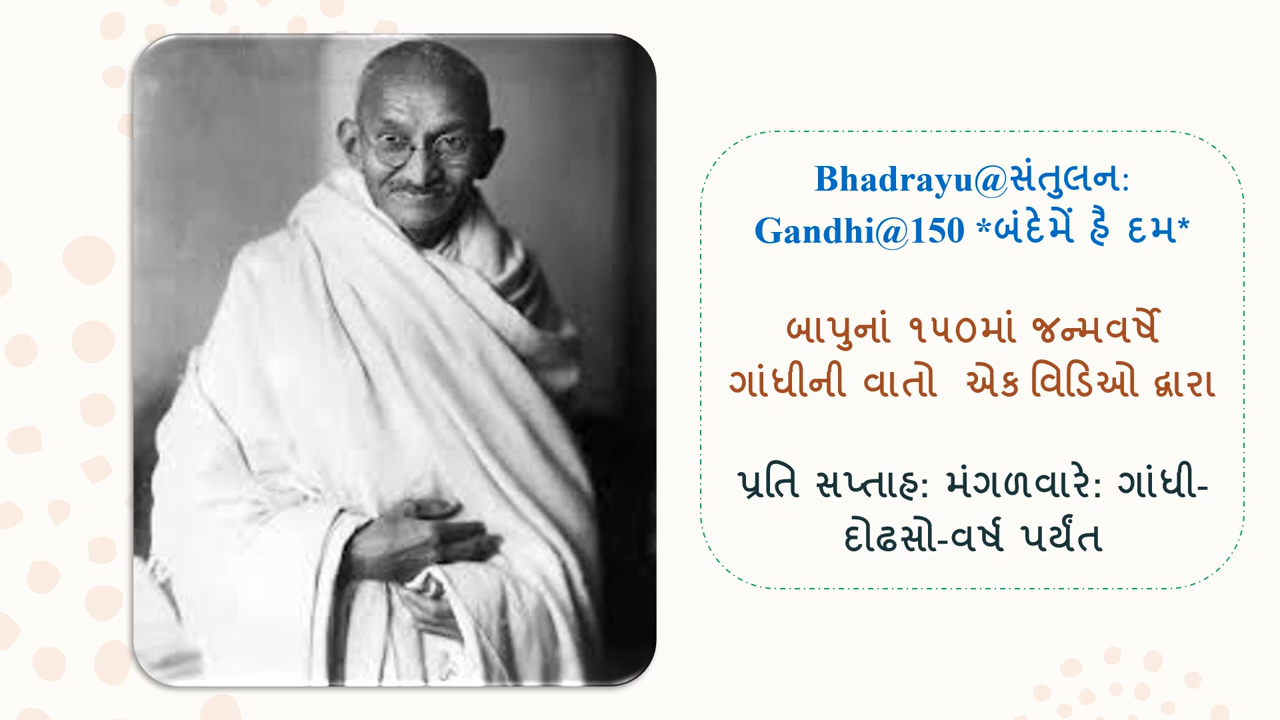 Bhadrayu@સંતુલન:
Gandhi@150 *બંદેમેં હૈ દમ*
બાપુનાં ૧૫૦માં જન્મવર્ષે
ગાંધીની વાતો એક વિડિઓ દ્વારા
પ્રતિ સપ્તાહ: મંગળવારે: ગાંધી-
દોઢસો-વર્ષ પર્યંત